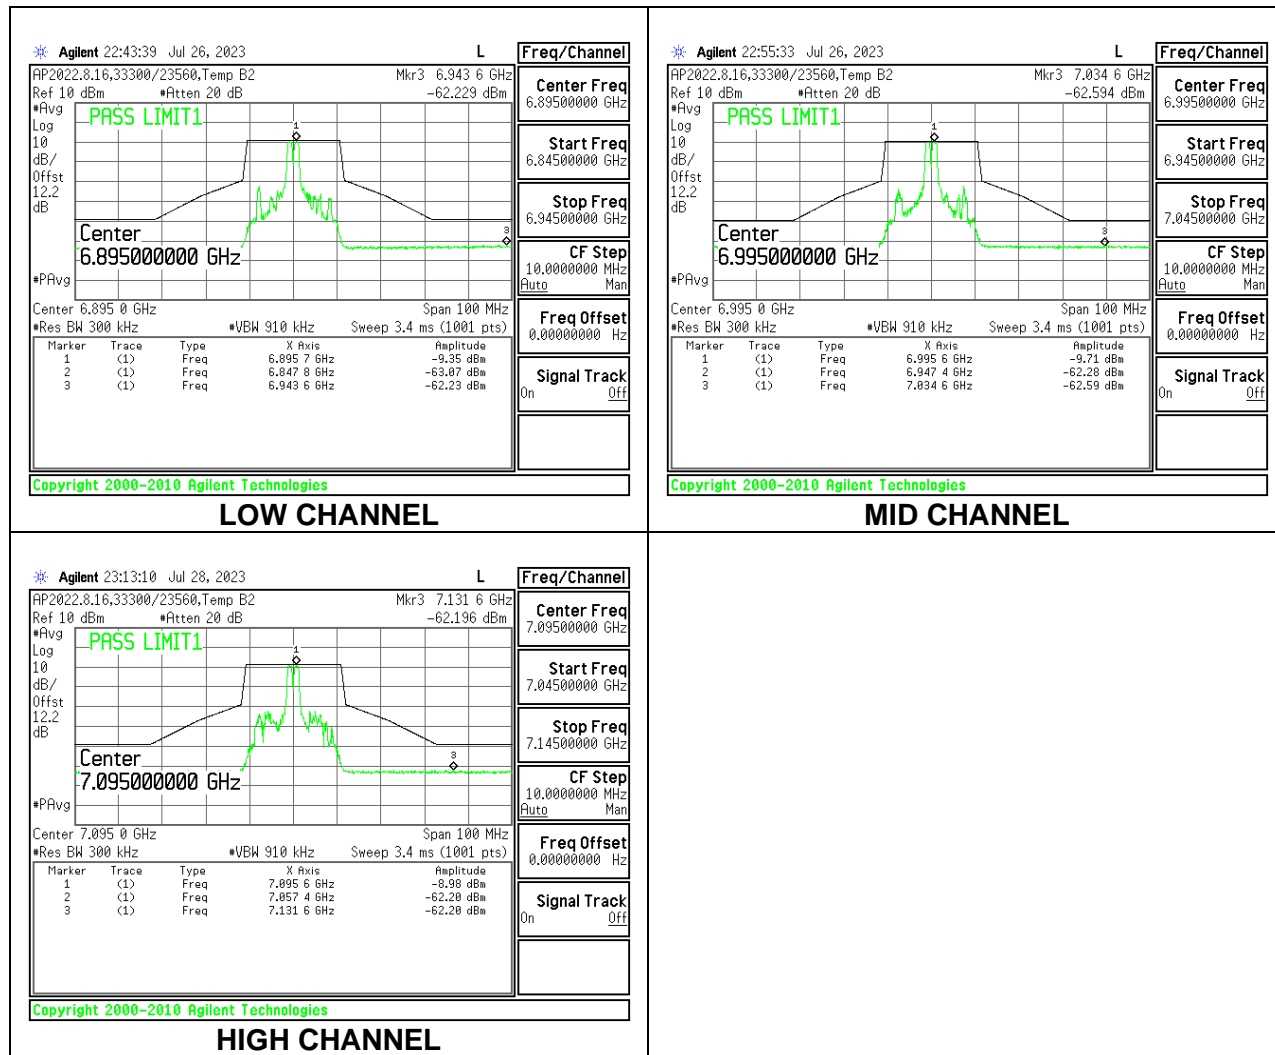 Agilent 22:43:39 Jul 26, 2023 L
Freq/Channel
AP2022.8.16,33300/23560,Temp B2 Mkr3 6.943 6 GHz
Ref 10 dBm #Atten 20 dB -62.229 dBm
#Avg
Log
10
dB/
Offst
12.2
dB
#PAvg
PASS LIMIT1
1
3
Center
6.895000000 GHz
Center 6.895 0 GHz Span 100 MHz
#Res BW 300 kHz #VBW 910 kHz Sweep 3.4 ms (1001 pts)
Marker Trace Type X Axis Amplitude
1 (1) Freq 6.895 7 GHz -9.35 dBm
2 (1) Freq 6.847 8 GHz -63.07 dBm
3 (1) Freq 6.943 6 GHz -62.23 dBm
Center Freq
6.89500000 GHz
Start Freq
6.84500000 GHz
Stop Freq
6.94500000 GHz
CF Step
10.0000000 MHz
Auto Man
Freq Offset
0.00000000 Hz
Signal Track
On Off
Copyright 2000-2010 Agilent Technologies
LOW CHANNEL
Agilent 22:55:33 Jul 26, 2023 L
Freq/Channel
AP2022.8.16,33300/23560,Temp B2 Mkr3 7.034 6 GHz
Ref 10 dBm #Atten 20 dB -62.594 dBm
#Avg
Log
10
dB/
Offst
12.2
dB
#PAvg
PASS LIMIT1
1
3
Center
6.995000000 GHz
Center 6.995 0 GHz Span 100 MHz
#Res BW 300 kHz #VBW 910 kHz Sweep 3.4 ms (1001 pts)
Marker Trace Type X Axis Amplitude
1 (1) Freq 6.995 6 GHz -9.71 dBm
2 (1) Freq 6.947 4 GHz -62.28 dBm
3 (1) Freq 7.034 6 GHz -62.59 dBm
Center Freq
6.99500000 GHz
Start Freq
6.94500000 GHz
Stop Freq
7.04500000 GHz
CF Step
10.0000000 MHz
Auto Man
Freq Offset
0.00000000 Hz
Signal Track
On Off
Copyright 2000-2010 Agilent Technologies
MID CHANNEL
Agilent 23:13:10 Jul 28, 2023 L
Freq/Channel
AP2022.8.16,33300/23560,Temp B2 Mkr3 7.131 6 GHz
Ref 10 dBm #Atten 20 dB -62.196 dBm
#Avg
Log
10
dB/
Offst
12.2
dB
#PAvg
PASS LIMIT1
1
3
Center
7.095000000 GHz
Center 7.095 0 GHz Span 100 MHz
#Res BW 300 kHz #VBW 910 kHz Sweep 3.4 ms (1001 pts)
Marker Trace Type X Axis Amplitude
1 (1) Freq 7.095 6 GHz -8.98 dBm
2 (1) Freq 7.057 4 GHz -62.20 dBm
3 (1) Freq 7.131 6 GHz -62.20 dBm
Center Freq
7.09500000 GHz
Start Freq
7.04500000 GHz
Stop Freq
7.14500000 GHz
CF Step
10.0000000 MHz
Auto Man
Freq Offset
0.00000000 Hz
Signal Track
On Off
Copyright 2000-2010 Agilent Technologies
HIGH CHANNEL